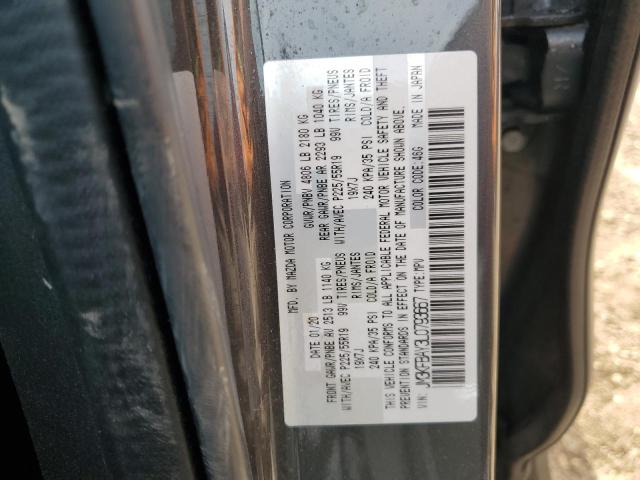 MFD. BY MAZDA MOTOR CORPORATION
DATE 01/20 GVWR/PNBV 4806 LB 2180 KG
FRONT GAWR/PNBE AV 2513 LB 1140 KG REAR GAWR/PNBE AR 2293 LB 1040 KG
WITH/AVEC P225/55R19 99V TIRES/PNEUS WITH/AVEC P225/55R19 99V TIRES/PNEUS
19X7J RIMS/JANTES 19X7J RIMS/JANTES
240 KPA/35 PSI COLD/A FROID 240 KPA/35 PSI COLD/A FROID
THIS VEHICLE CONFORMS TO ALL APPLICABLE FEDERAL MOTOR VEHICLE SAFETY AND THEFT
PREVENTION STANDARDS IN EFFECT ON THE DATE OF MANUFACTURE SHOWN ABOVE.
VIN: JM3KFBAY3L0793667 TYPE:MPV COLOR CODE:46G MADE IN JAPAN